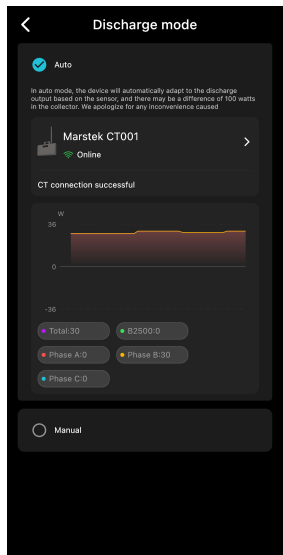 Discharge mode
Auto
In auto mode, the device will automatically adapt to the discharge
output based on the sensor, and there may be a difference of 100 watts
in the collector. We apologize for any inconvenience caused
Marstek CT001
Online
CT connection successful
W
36
0
-36
Total:30
B2500:0
Phase A:0
Phase B:30
Phase C:0
Manual